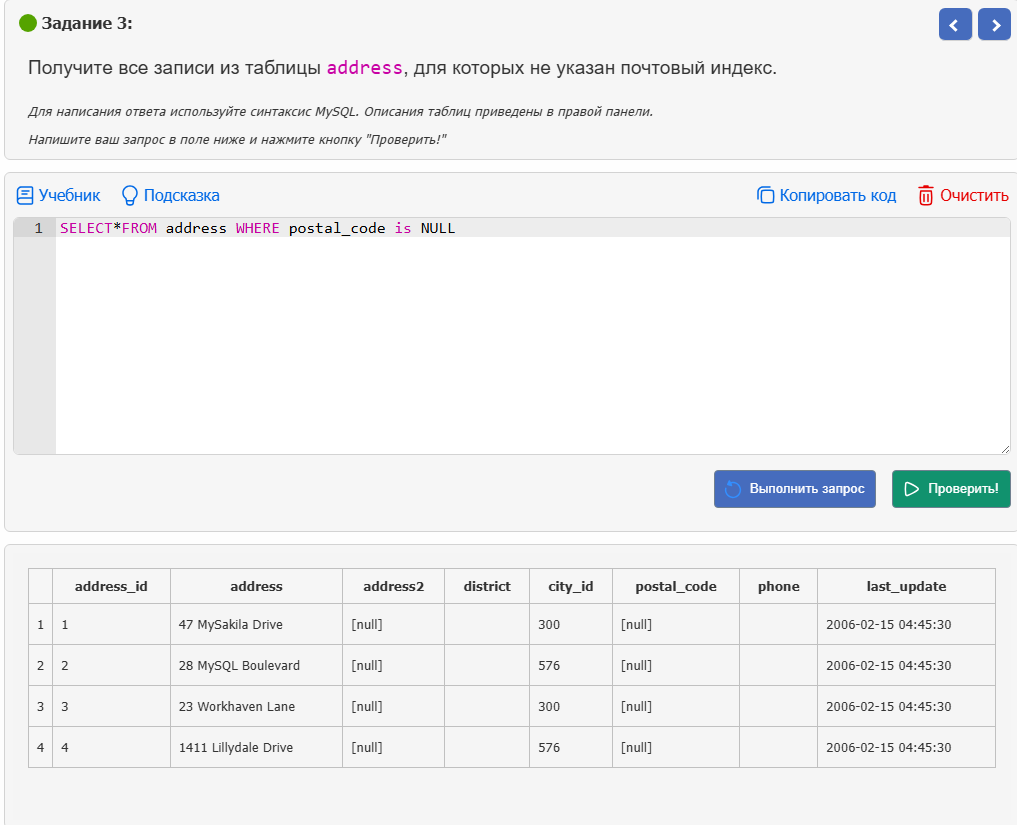 Задание 3:
Получите все записи из таблицы address, для которых не указан почтовый индекс.
Для написания ответа используйте синтаксис MySQL. Описания таблиц приведены в правой панели.
Напишите ваш запрос в поле ниже и нажмите кнопку "Проверить!"
Учебник Подсказка Копировать код Очистить
1 SELECT*FROM address WHERE postal_code is NULL
Выполнить запрос Проверить!
address_id address address2 district city_id postal_code phone last_update
1 1 47 MySakila Drive [null] 300 [null] 2006-02-15 04:45:30
2 2 28 MySQL Boulevard [null] 576 [null] 2006-02-15 04:45:30
3 3 23 Workhaven Lane [null] 300 [null] 2006-02-15 04:45:30
4 4 1411 Lillydale Drive [null] 576 [null] 2006-02-15 04:45:30